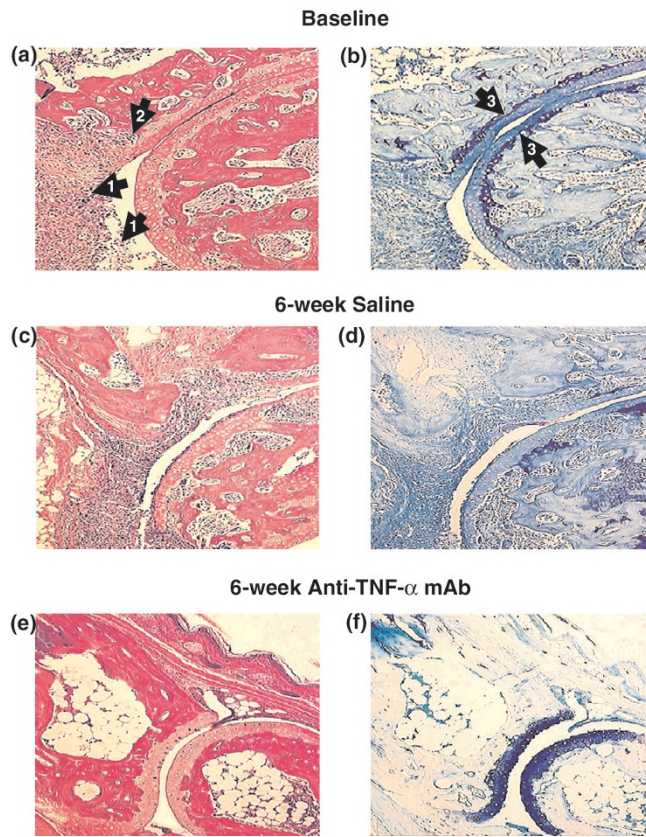 Baseline
(a)
(b)
2
3
1
3
1
6-week Saline
(c)
(d)
6-week Anti-TNF-α mAb
(e)
(f)